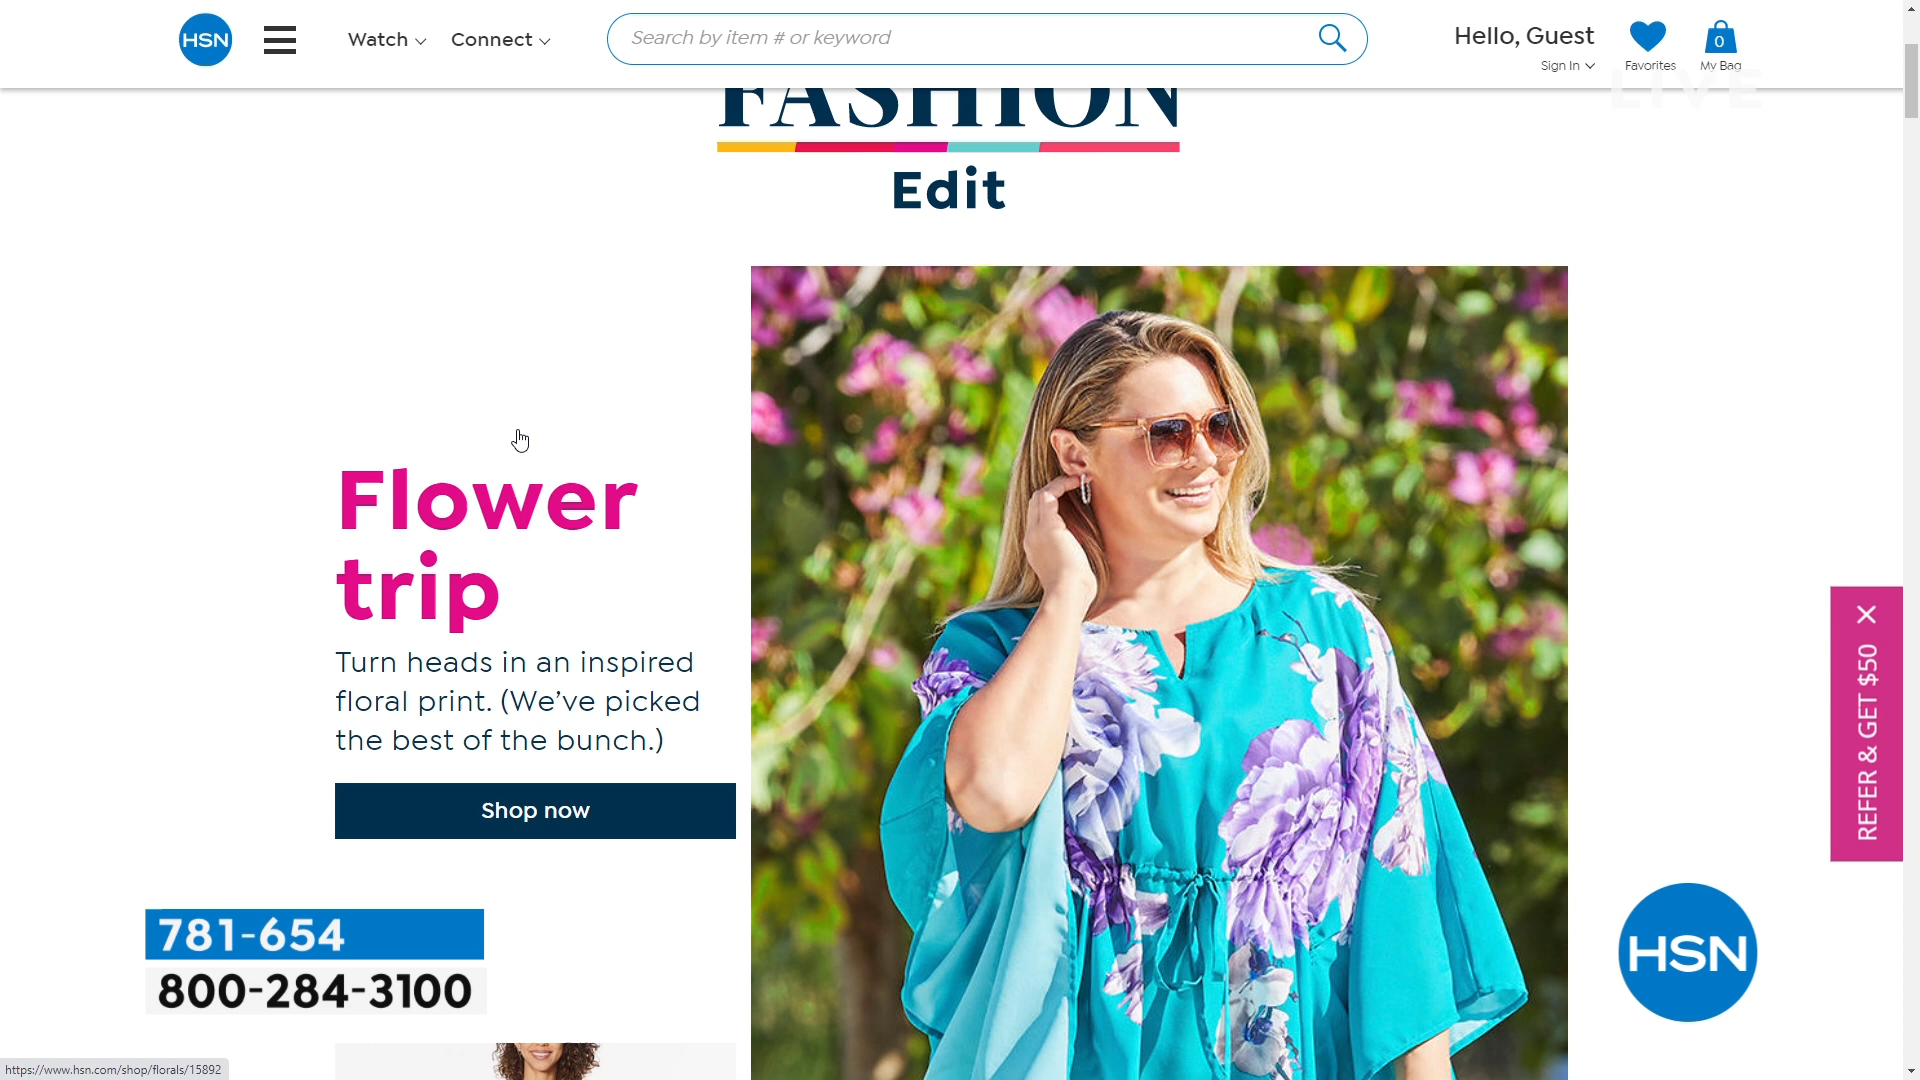 HSN
Watch
Connect
Search by item # or keyword
Hello, Guest
Sign In
Favorites
0
My Bag
LIVE
FASHION
Edit
Flower
trip
Turn heads in an inspired
floral print. (We’ve picked
the best of the bunch.)
Shop now
REFER & GET $50
781-654
800-284-3100
HSN
https://www.hsn.com/shop/florals/15892